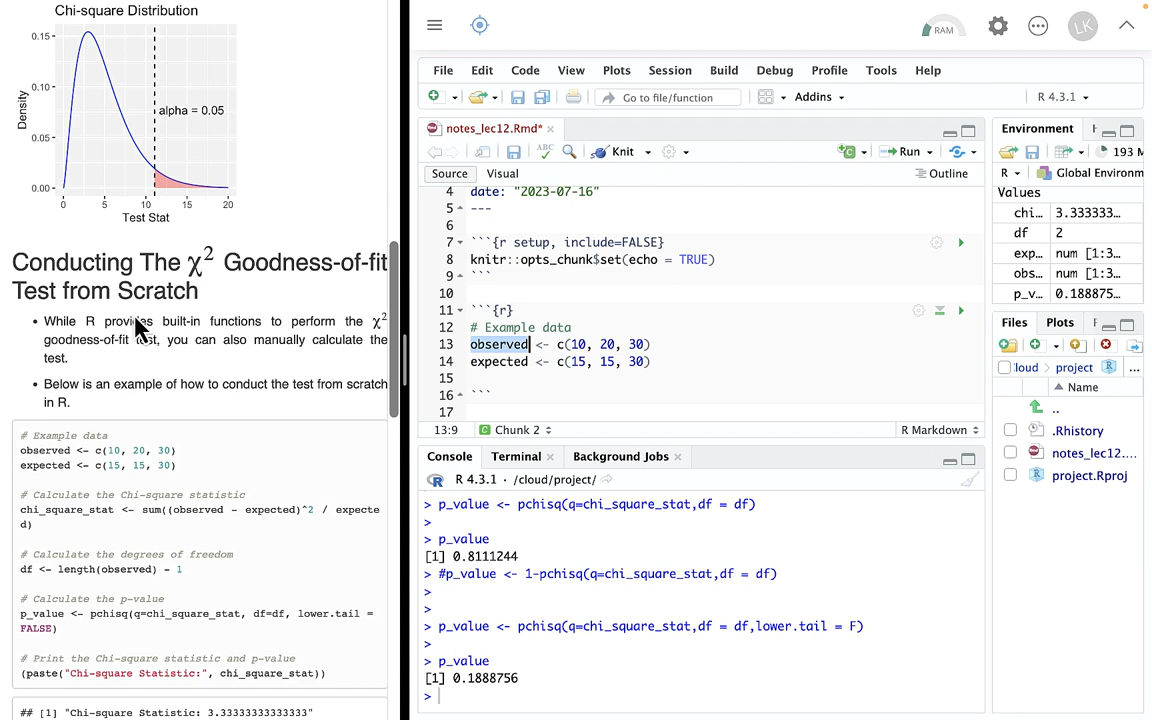 Chi-square Distribution
0.15
0.10
0.05
0.00
Density
alpha = 0.05
0 5 10 15 20
Test Stat
Conducting The χ2 Goodness-of-fit
Test from Scratch
• While R provides built-in functions to perform the χ2
goodness-of-fit test, you can also manually calculate the
test.
• Below is an example of how to conduct the test from scratch
in R.
# Example data
observed <- c(10, 20, 30)
expected <- c(15, 15, 30)
# Calculate the Chi-square statistic
chi_square_stat <- sum((observed - expected)^2 / expecte
d)
# Calculate the degrees of freedom
df <- length(observed) - 1
# Calculate the p-value
p_value <- pchisq(q=chi_square_stat, df=df, lower.tail =
FALSE)
# Print the Chi-square statistic and p-value
(paste("Chi-square Statistic:", chi_square_stat))
## [1] "Chi-square Statistic: 3.33333333333333"
RAM
LK
File Edit Code View Plots Session Build Debug Profile Tools Help
Go to file/function
Addins
R 4.3.1
notes_lec12.Rmd*
ABC
Knit
Run
Source Visual
Outline
4 date: "2023-07-16"
5 ---
6
7 ```{r setup, include=FALSE}
8 knitr::opts_chunk$set(echo = TRUE)
9 ```
10
11 ```{r}
12 # Example data
13 observed <- c(10, 20, 30)
14 expected <- c(15, 15, 30)
15
16 ```
17
13:9 Chunk 2 R Markdown
Console Terminal Background Jobs
R 4.3.1 · /cloud/project/
> p_value <- pchisq(q=chi_square_stat,df = df)
>
> p_value
[1] 0.8111244
> #p_value <- 1-pchisq(q=chi_square_stat,df = df)
>
>
> p_value <- pchisq(q=chi_square_stat,df = df,lower.tail = F)
>
> p_value
[1] 0.1888756
>
Environment
193 M
R Global Environm
Values
chi… 3.333333…
df 2
exp… num [1:3…
obs… num [1:3…
p_v… 0.188875…
Files Plots
loud project ...
Name
..
.Rhistory
notes_lec12....
project.Rproj